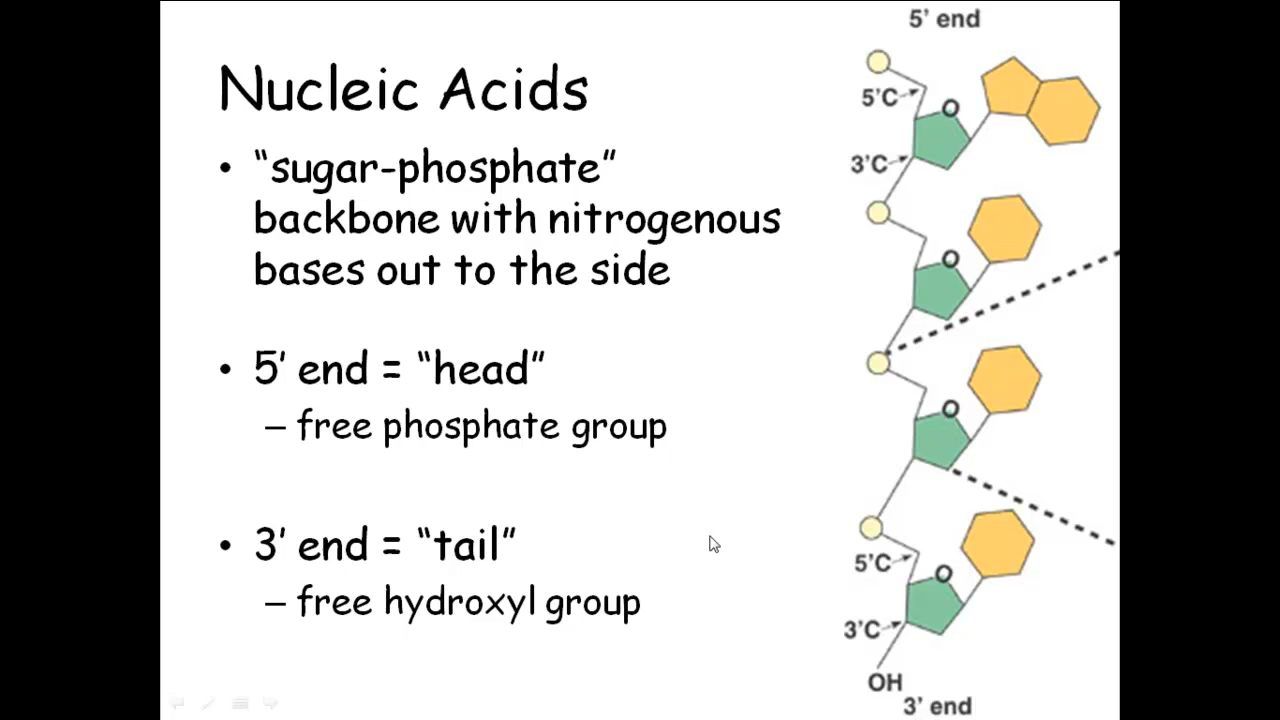 Nucleic Acids
• “sugar-phosphate”
backbone with nitrogenous
bases out to the side
• 5’ end = “head”
– free phosphate group
• 3’ end = “tail”
– free hydroxyl group
5’ end
5’C
O
3’C
O
O
5’C
O
3’C
OH
3’ end